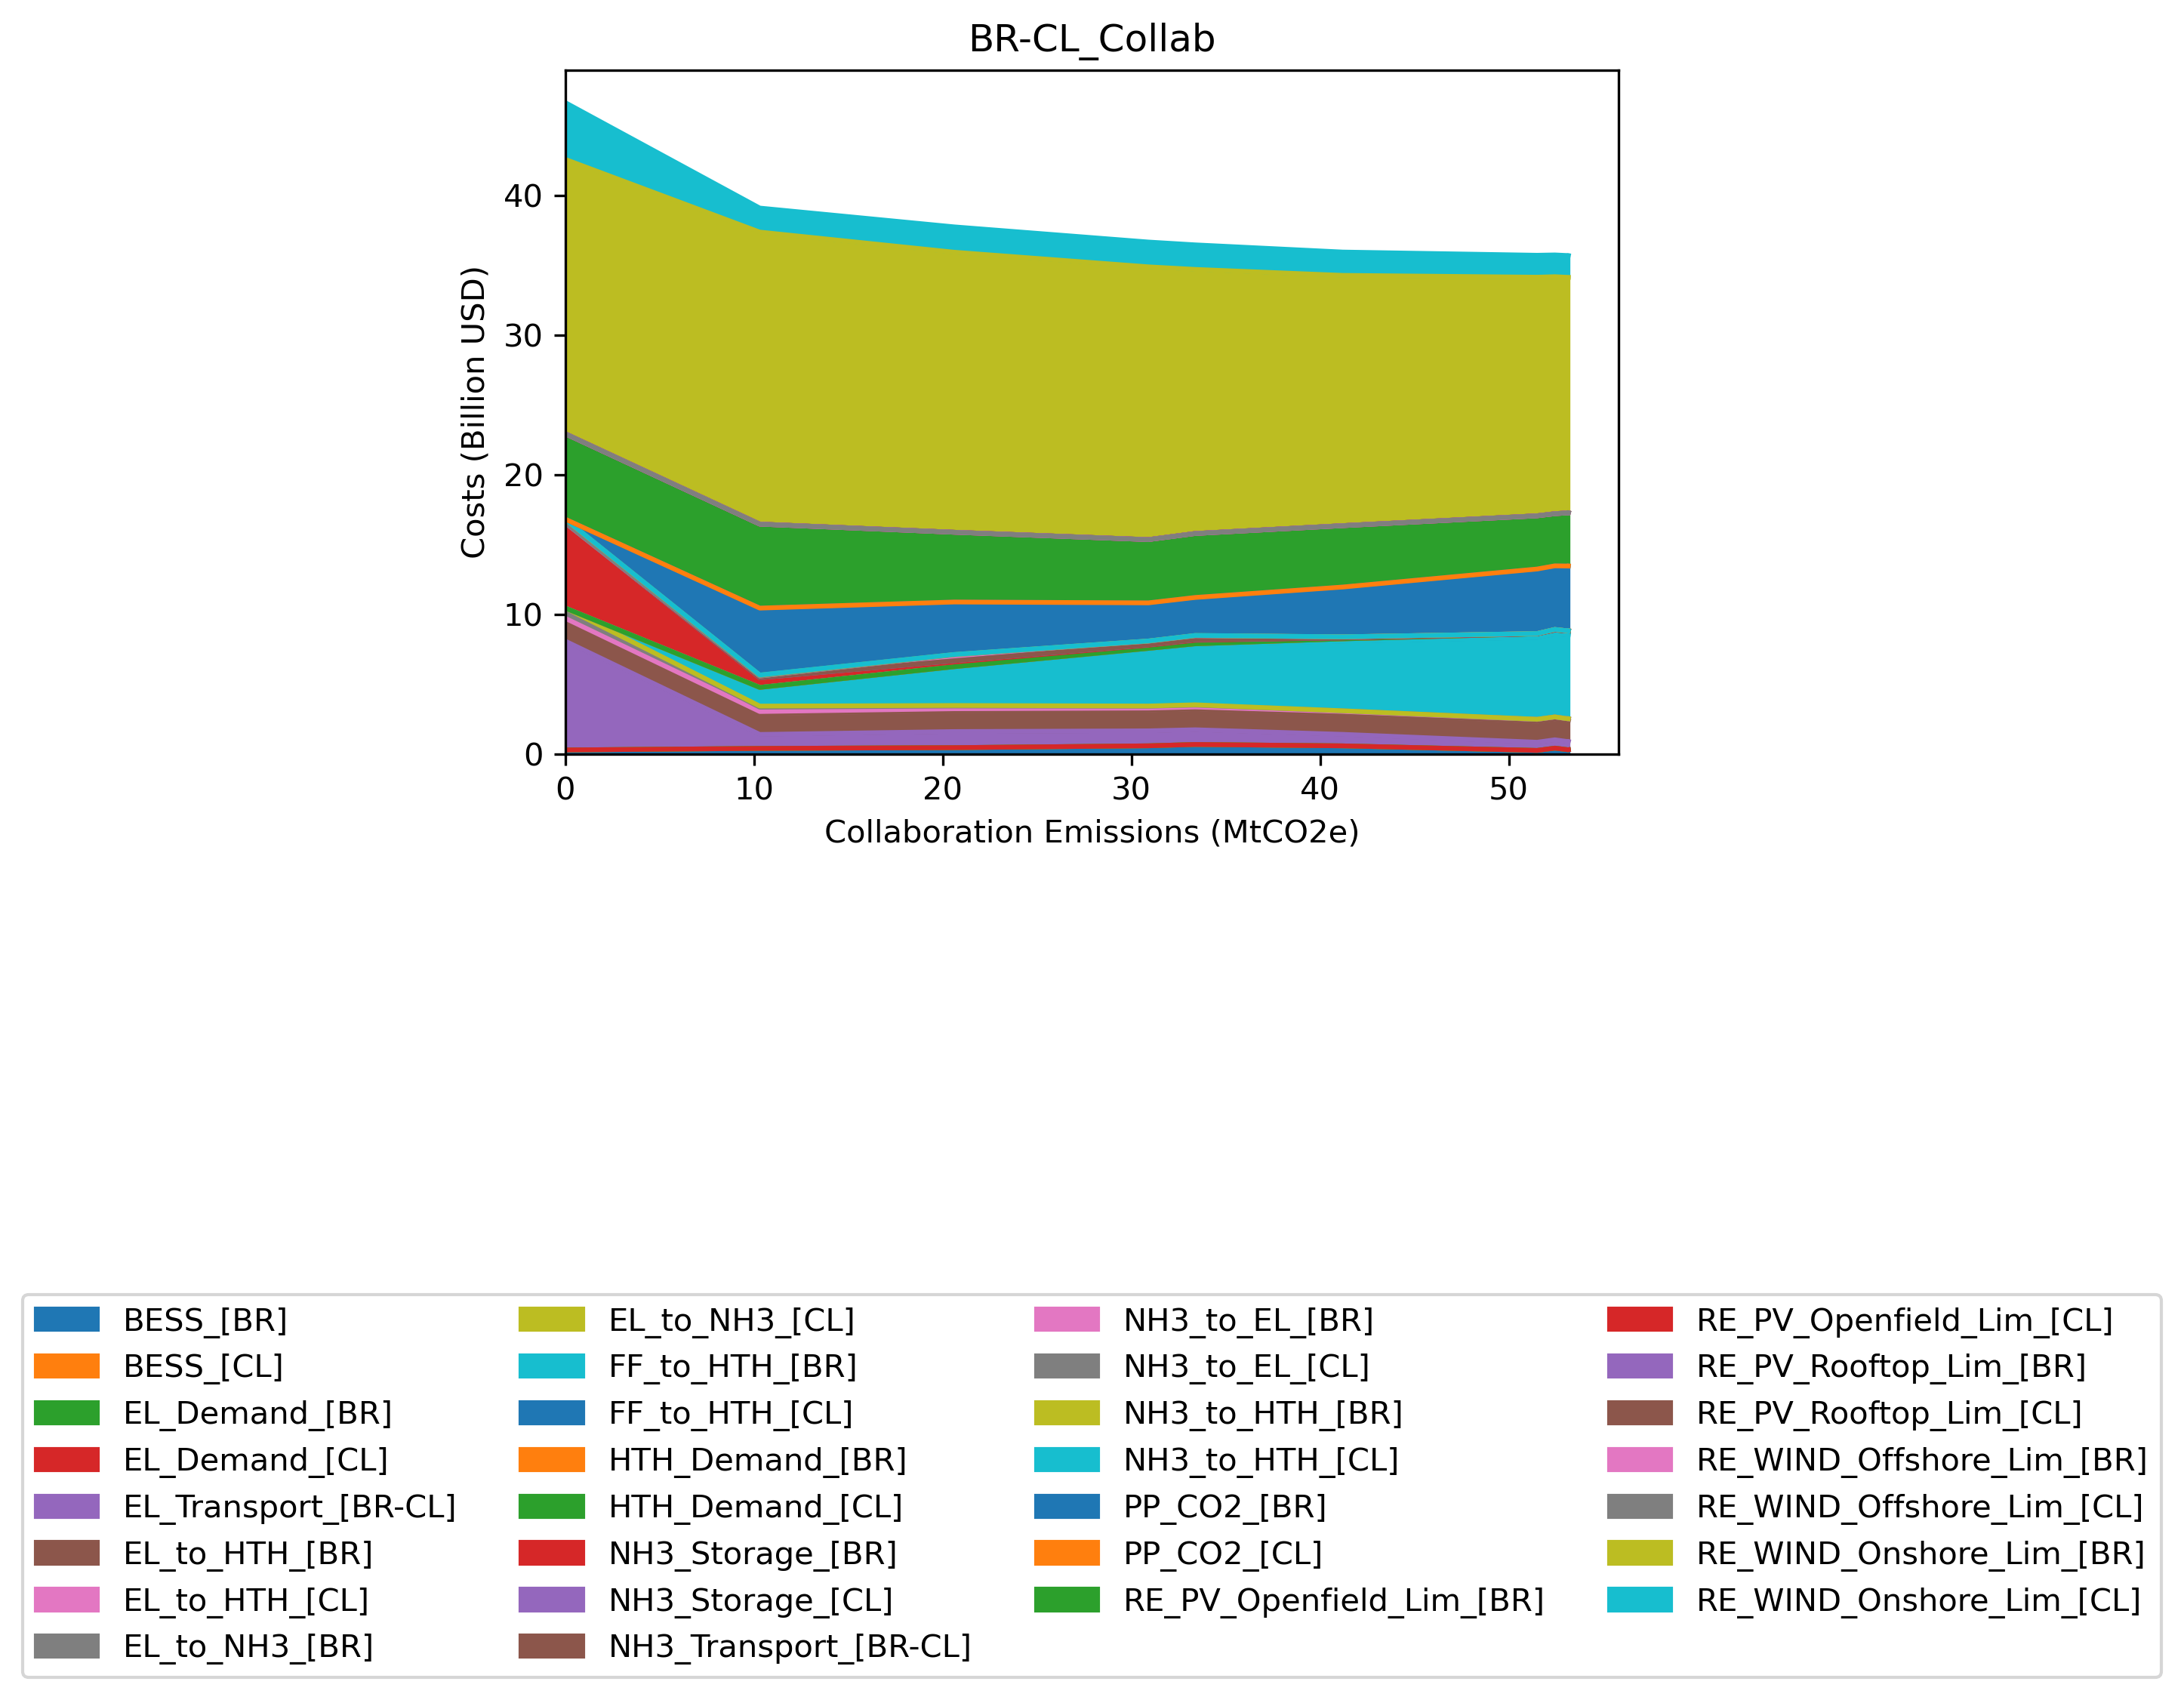 BR-CL_Collab
Costs (Billion USD)
40
30
20
10
0
0 10 20 30 40 50
Collaboration Emissions (MtCO2e)
BESS_[BR]
BESS_[CL]
EL_Demand_[BR]
EL_Demand_[CL]
EL_Transport_[BR-CL]
EL_to_HTH_[BR]
EL_to_HTH_[CL]
EL_to_NH3_[BR]
EL_to_NH3_[CL]
FF_to_HTH_[BR]
FF_to_HTH_[CL]
HTH_Demand_[BR]
HTH_Demand_[CL]
NH3_Storage_[BR]
NH3_Storage_[CL]
NH3_Transport_[BR-CL]
NH3_to_EL_[BR]
NH3_to_EL_[CL]
NH3_to_HTH_[BR]
NH3_to_HTH_[CL]
PP_CO2_[BR]
PP_CO2_[CL]
RE_PV_Openfield_Lim_[BR]
RE_PV_Openfield_Lim_[CL]
RE_PV_Rooftop_Lim_[BR]
RE_PV_Rooftop_Lim_[CL]
RE_WIND_Offshore_Lim_[BR]
RE_WIND_Offshore_Lim_[CL]
RE_WIND_Onshore_Lim_[BR]
RE_WIND_Onshore_Lim_[CL]